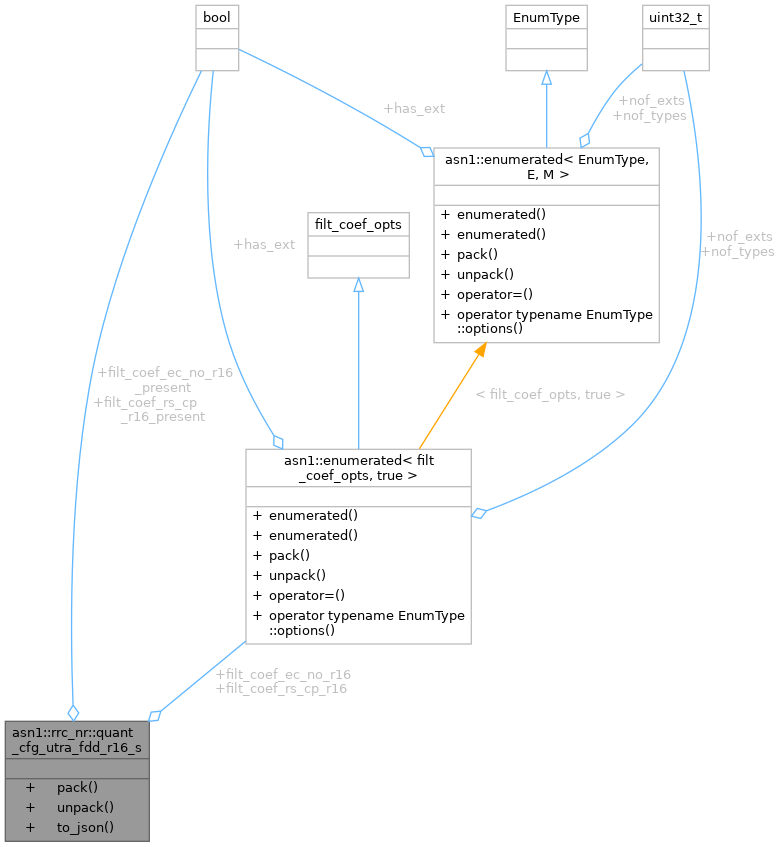 bool
EnumType
uint32_t
+has_ext
+nof_exts
+nof_types
asn1::enumerated< EnumType,
E, M >
+ enumerated()
+ enumerated()
+ pack()
+ unpack()
+ operator=()
+ operator typename EnumType
::options()
filt_coef_opts
+has_ext
+nof_exts
+nof_types
+filt_coef_ec_no_r16
_present
+filt_coef_rs_cp
_r16_present
< filt_coef_opts, true >
asn1::enumerated< filt
_coef_opts, true >
+ enumerated()
+ enumerated()
+ pack()
+ unpack()
+ operator=()
+ operator typename EnumType
::options()
+filt_coef_ec_no_r16
+filt_coef_rs_cp_r16
asn1::rrc_nr::quant
_cfg_utra_fdd_r16_s
+ pack()
+ unpack()
+ to_json()